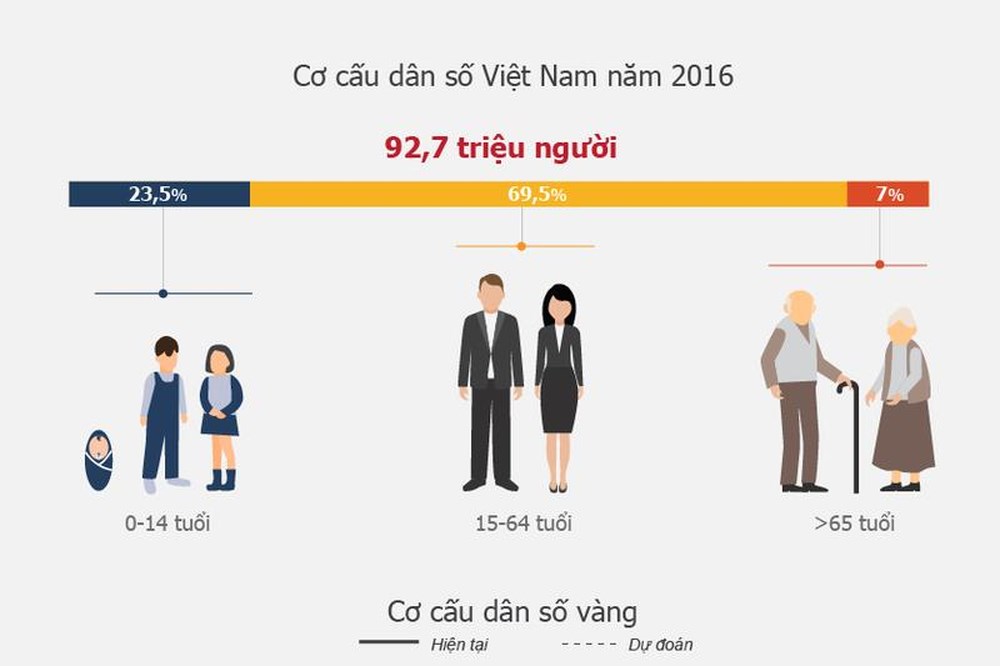 Cơ cấu dân số Việt Nam năm 2016
92,7 triệu người
23,5% 69,5% 7%
0-14 tuổi 15-64 tuổi >65 tuổi
Cơ cấu dân số vàng
Hiện tại Dự đoán